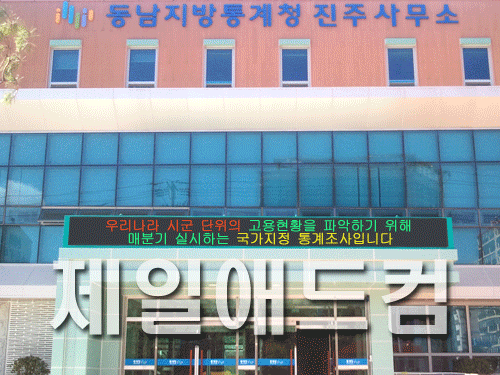 동남지방통계청 진주사무소
우리나라 시군 단위의 고용현황을 파악하기 위해
매분기 실시하는 국가지정 통계조사입니다
제일애드컴